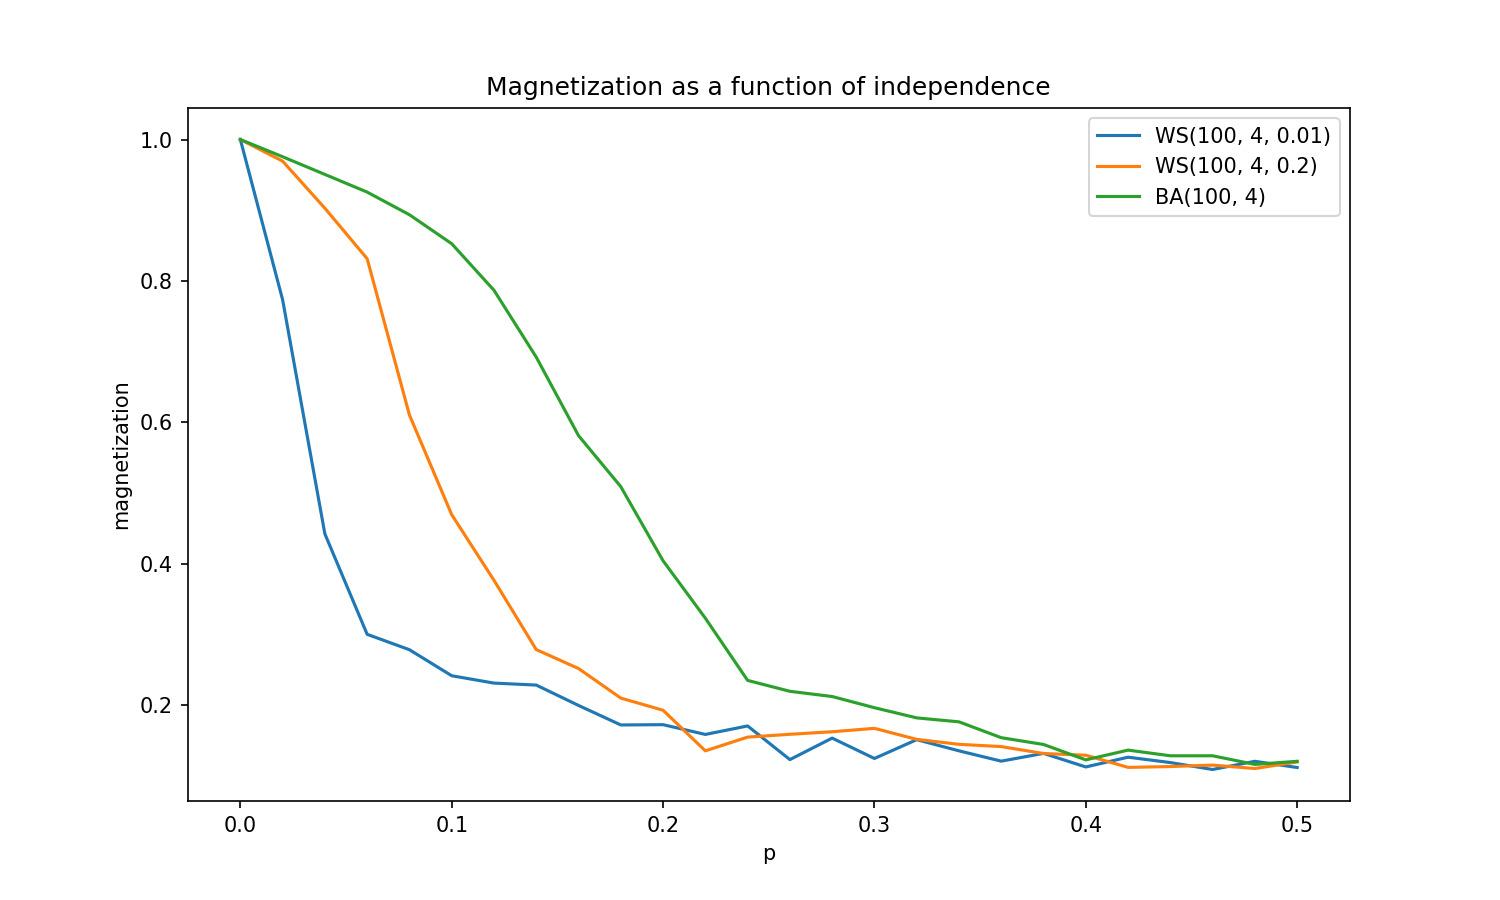 Magnetization as a function of independence
WS(100, 4, 0.01)
WS(100, 4, 0.2)
BA(100, 4)
magnetization
1.0
0.8
0.6
0.4
0.2
0.0 0.1 0.2 0.3 0.4 0.5
p